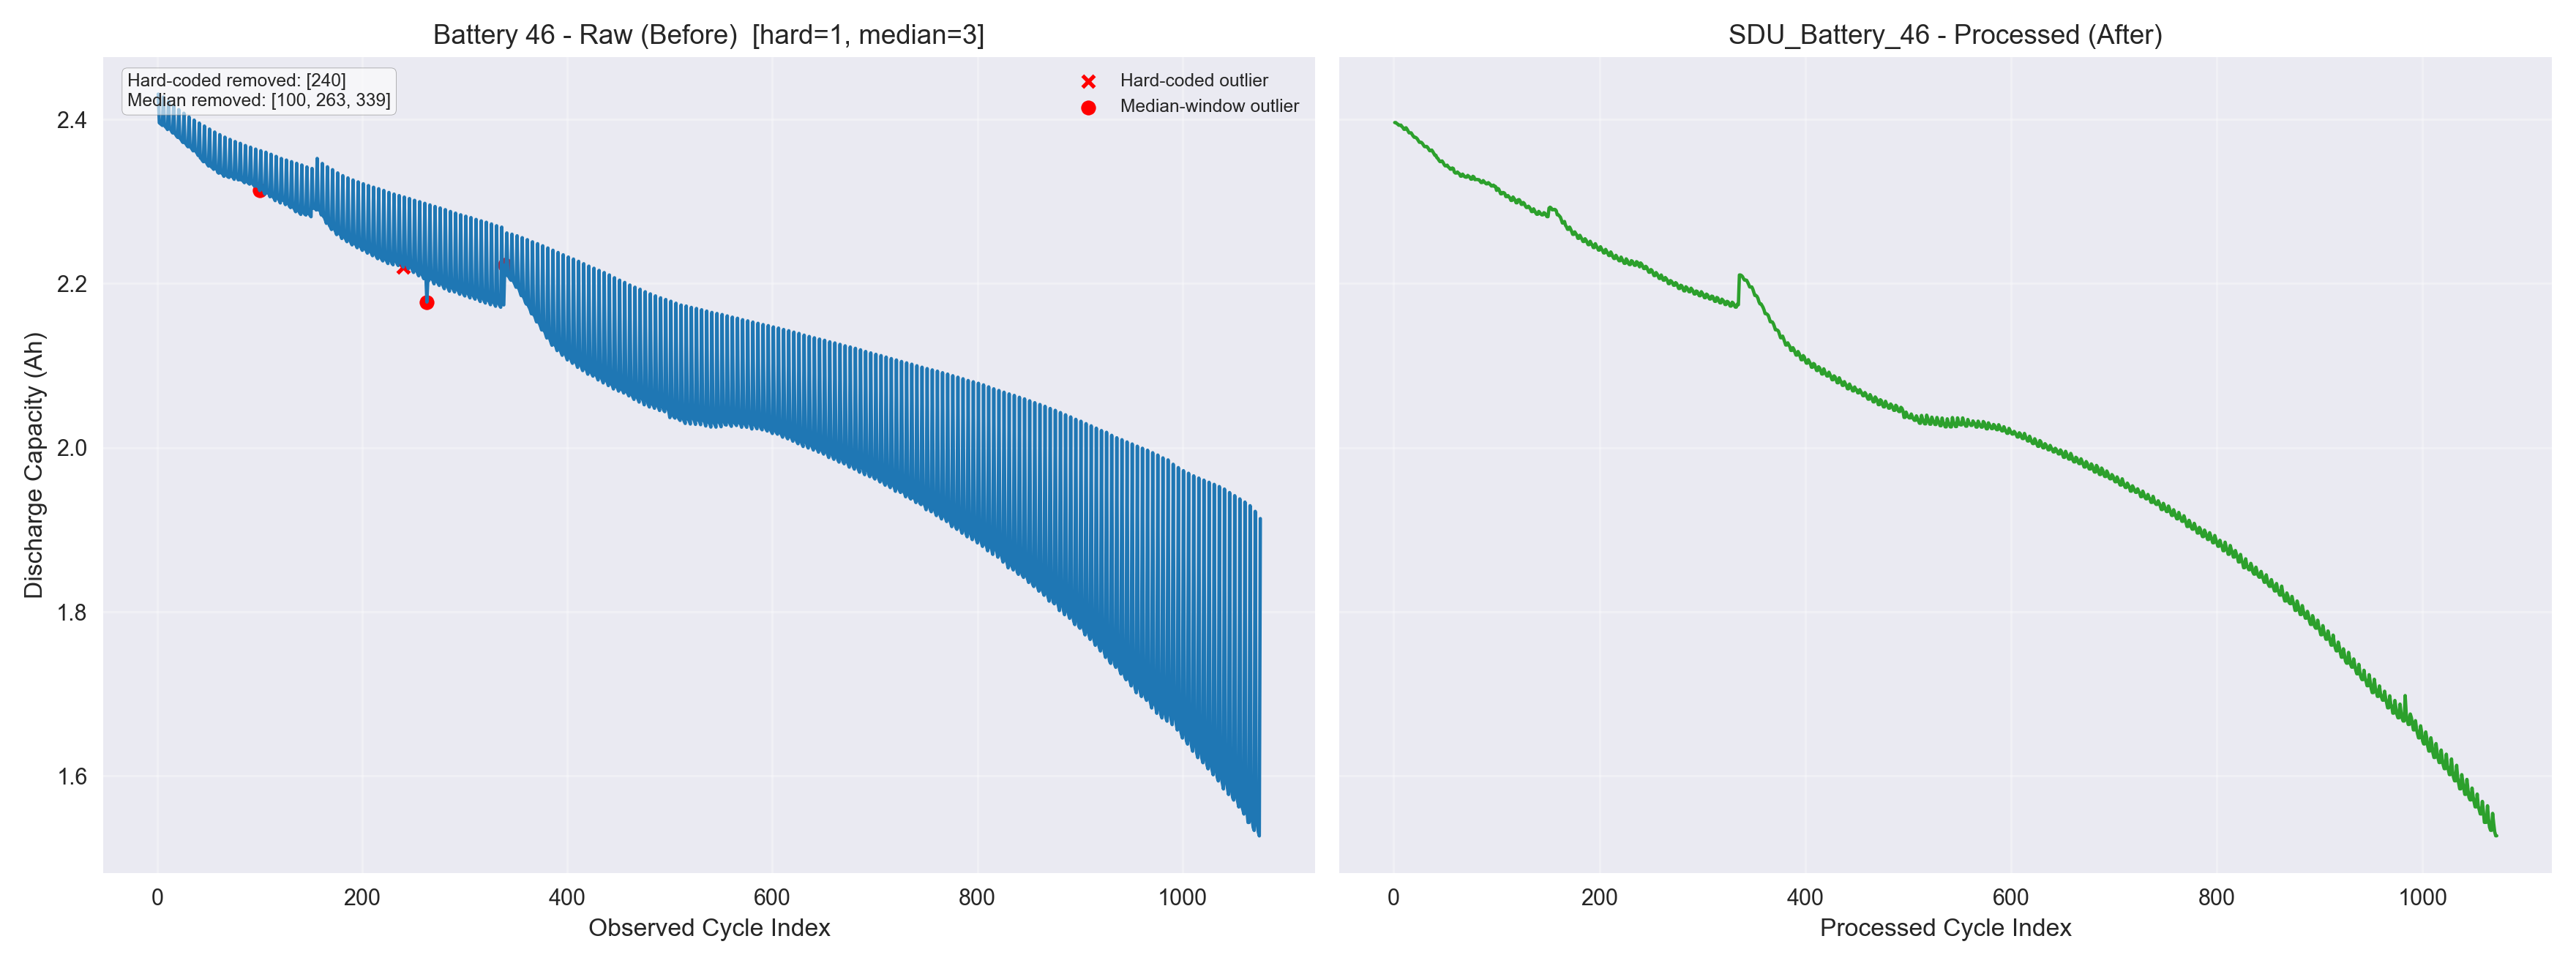 Battery 46 - Raw (Before)  [hard=1, median=3]
Hard-coded removed: [240]
Median removed: [100, 263, 339]
Hard-coded outlier
Median-window outlier
2.4
2.2
2.0
1.8
1.6
Discharge Capacity (Ah)
0 200 400 600 800 1000
Observed Cycle Index
SDU_Battery_46 - Processed (After)
0 200 400 600 800 1000
Processed Cycle Index